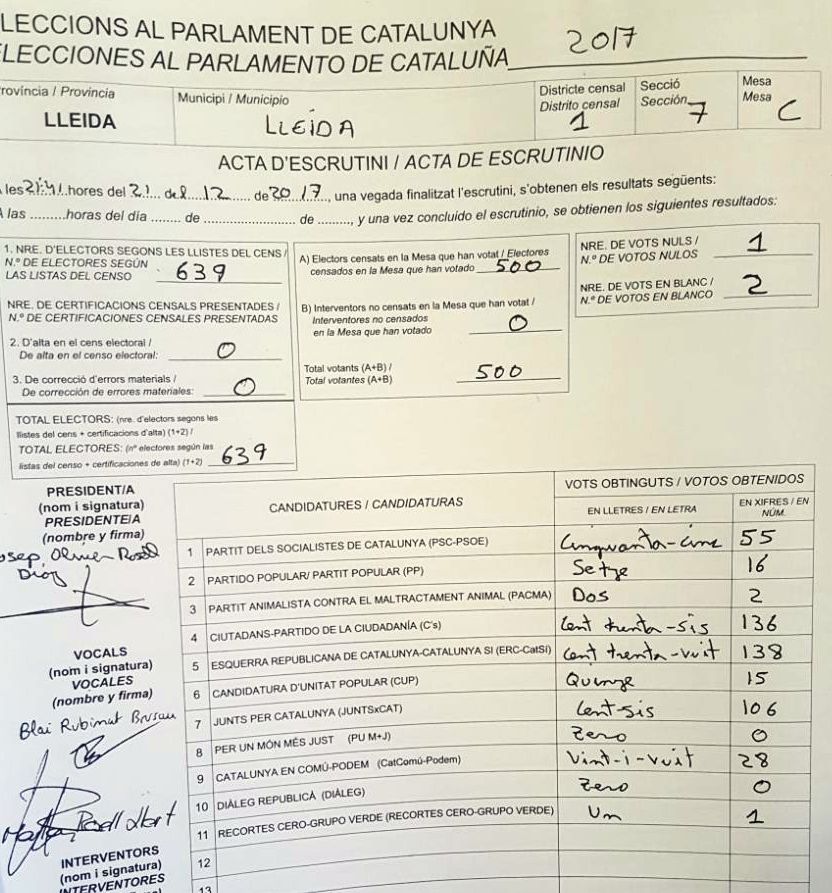 LECCIONS AL PARLAMENT DE CATALUNYA
ELECCIONES AL PARLAMENTO DE CATALUÑA 2017
rovíncia / Provincia
LLEIDA
Municipi / Municipio
LLEIDA
Districte censal
Distrito censal
1
Secció
Sección
7
Mesa
Mesa
C
ACTA D'ESCRUTINI / ACTA DE ESCRUTINIO
les 21:41 hores del 21 del 12 de 2017, una vegada finalitzat l'escrutini, s'obtenen els resultats següents:
A las .........horas del día ........ de ........................ de ........, y una vez concluido el escrutinio, se obtienen los siguientes resultados:
1. NRE. D'ELECTORS SEGONS LES LLISTES DEL CENS /
N.º DE ELECTORES SEGÚN
LAS LISTAS DEL CENSO 639
NRE. DE CERTIFICACIONS CENSALS PRESENTADES /
N.º DE CERTIFICACIONES CENSALES PRESENTADAS
2. D'alta en el cens electoral /
De alta en el censo electoral: 0
3. De correcció d'errors materials /
De corrección de errores materiales: 0
TOTAL ELECTORS: (nre. d'electors segons les
llistes del cens + certificacions d'alta) (1+2) /
TOTAL ELECTORES: (nº electores según las
listas del censo + certificaciones de alta) (1+2) 639
A) Electors censats en la Mesa que han votat / Electores
censados en la Mesa que han votado 500
B) Interventors no censats en la Mesa que han votat /
Interventores no censados
en la Mesa que han votado 0
Total votants (A+B) /
Total votantes (A+B) 500
NRE. DE VOTS NULS /
N.º DE VOTOS NULOS 1
NRE. DE VOTS EN BLANC /
N.º DE VOTOS EN BLANCO 2
PRESIDENT/A
(nom i signatura)
PRESIDENTE/A
(nombre y firma)
VOCALS
(nom i signatura)
VOCALES
(nombre y firma)
Blai Rubinat
INTERVENTORS
(nom i signatura)
INTERVENTORES
CANDIDATURES / CANDIDATURAS
VOTS OBTINGUTS / VOTOS OBTENIDOS
EN LLETRES / EN LETRA
EN XIFRES / EN NÚM.
1 PARTIT DELS SOCIALISTES DE CATALUNYA (PSC-PSOE) Cinquanta-cinc 55
2 PARTIDO POPULAR/ PARTIT POPULAR (PP) Setze 16
3 PARTIT ANIMALISTA CONTRA EL MALTRACTAMENT ANIMAL (PACMA) Dos 2
4 CIUTADANS-PARTIDO DE LA CIUDADANÍA (C's) Cent trenta-sis 136
5 ESQUERRA REPUBLICANA DE CATALUNYA-CATALUNYA SI (ERC-CatSí) Cent trenta-vuit 138
6 CANDIDATURA D'UNITAT POPULAR (CUP) Quinze 15
7 JUNTS PER CATALUNYA (JUNTSxCAT) Cent-sis 106
8 PER UN MÓN MÉS JUST (PU M+J) Zero 0
9 CATALUNYA EN COMÚ-PODEM (CatComú-Podem) Vint-i-vuit 28
10 DIÀLEG REPUBLICÀ (DIÀLEG) Zero 0
11 RECORTES CERO-GRUPO VERDE (RECORTES CERO-GRUPO VERDE) Um 1
12
13